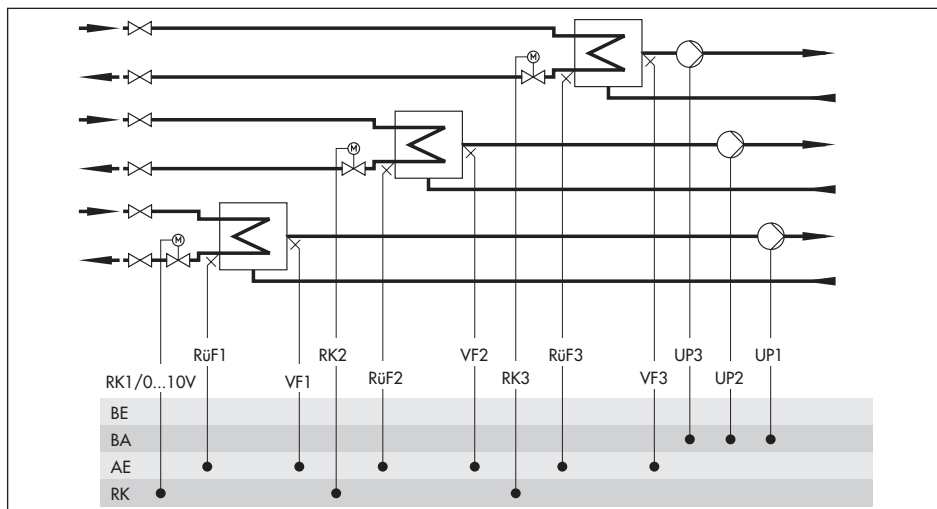 M
M
M
RüF1
RK2
VF2
RüF3
UP3
UP1
RK1/0...10V
VF1
RüF2
RK3
VF3
UP2
BE
BA
AE
RK